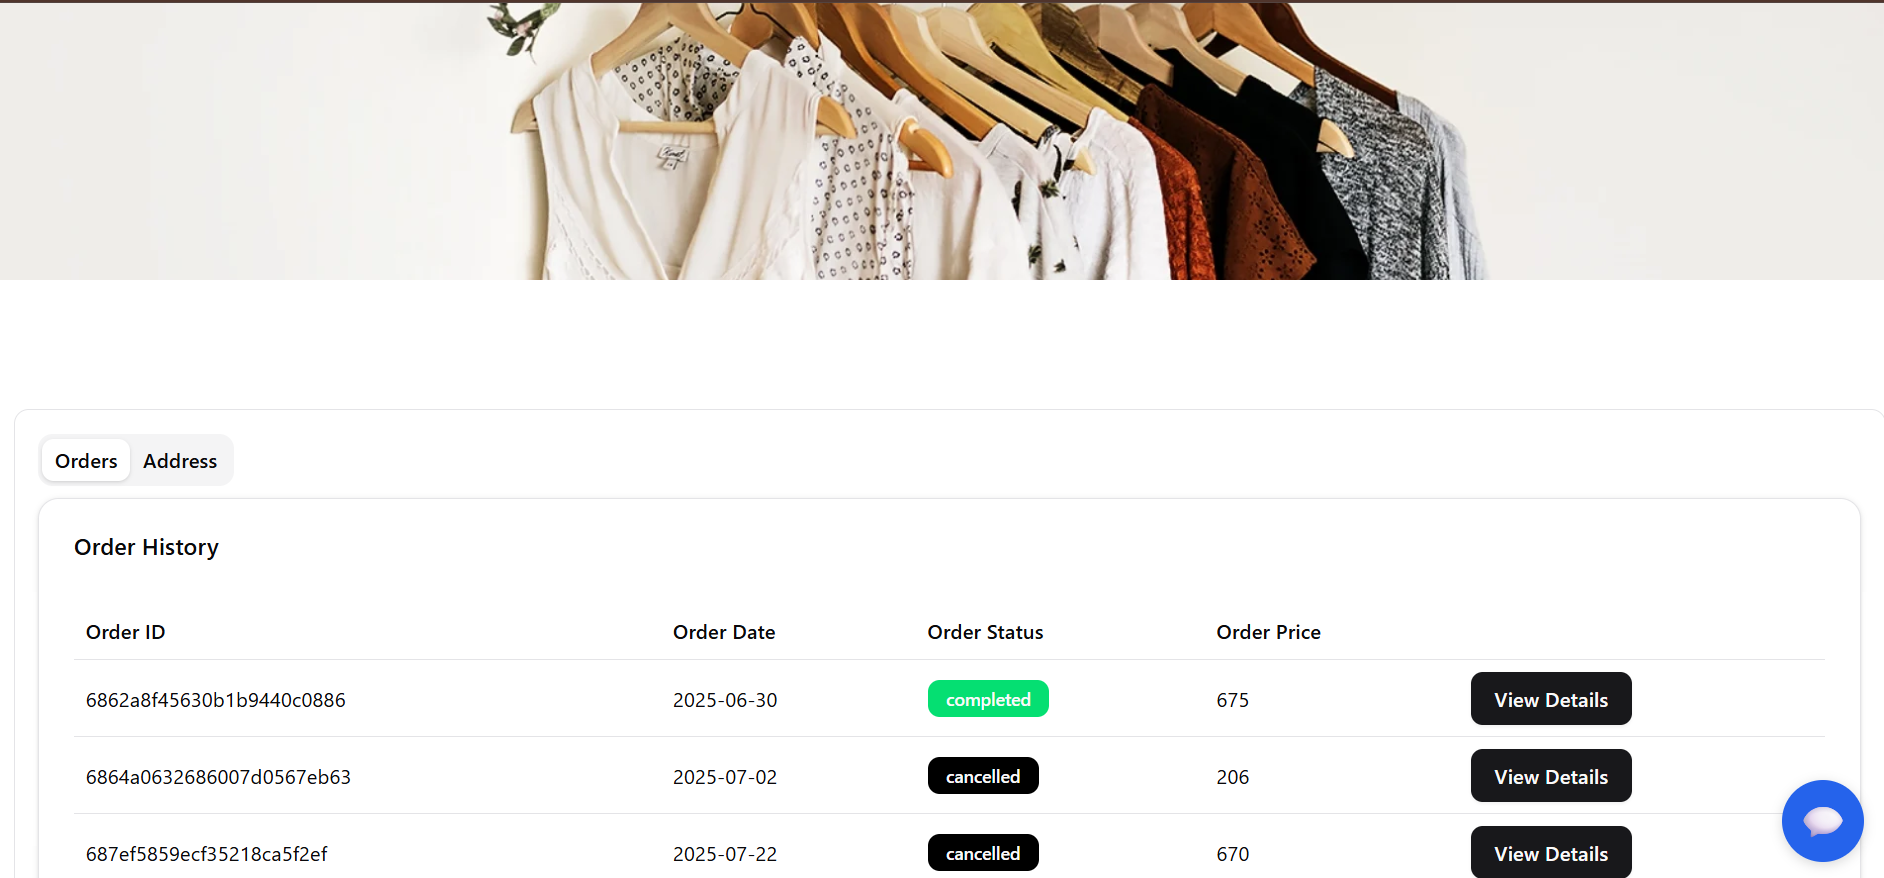 Orders Address
Order History
Order ID Order Date Order Status Order Price
6862a8f45630b1b9440c0886 2025-06-30 completed 675 View Details
6864a0632686007d0567eb63 2025-07-02 cancelled 206 View Details
687ef5859ecf35218ca5f2ef 2025-07-22 cancelled 670 View Details